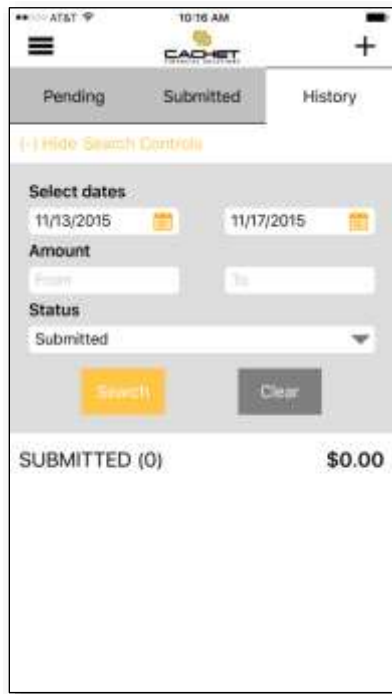 AT&T 10:16 AM
CACHET
FINANCIAL SOLUTIONS
Pending Submitted History
(-) Hide Search Controls
Select dates
11/13/2015 11/17/2015
Amount
From To
Status
Submitted
Search Clear
SUBMITTED (0) $0.00